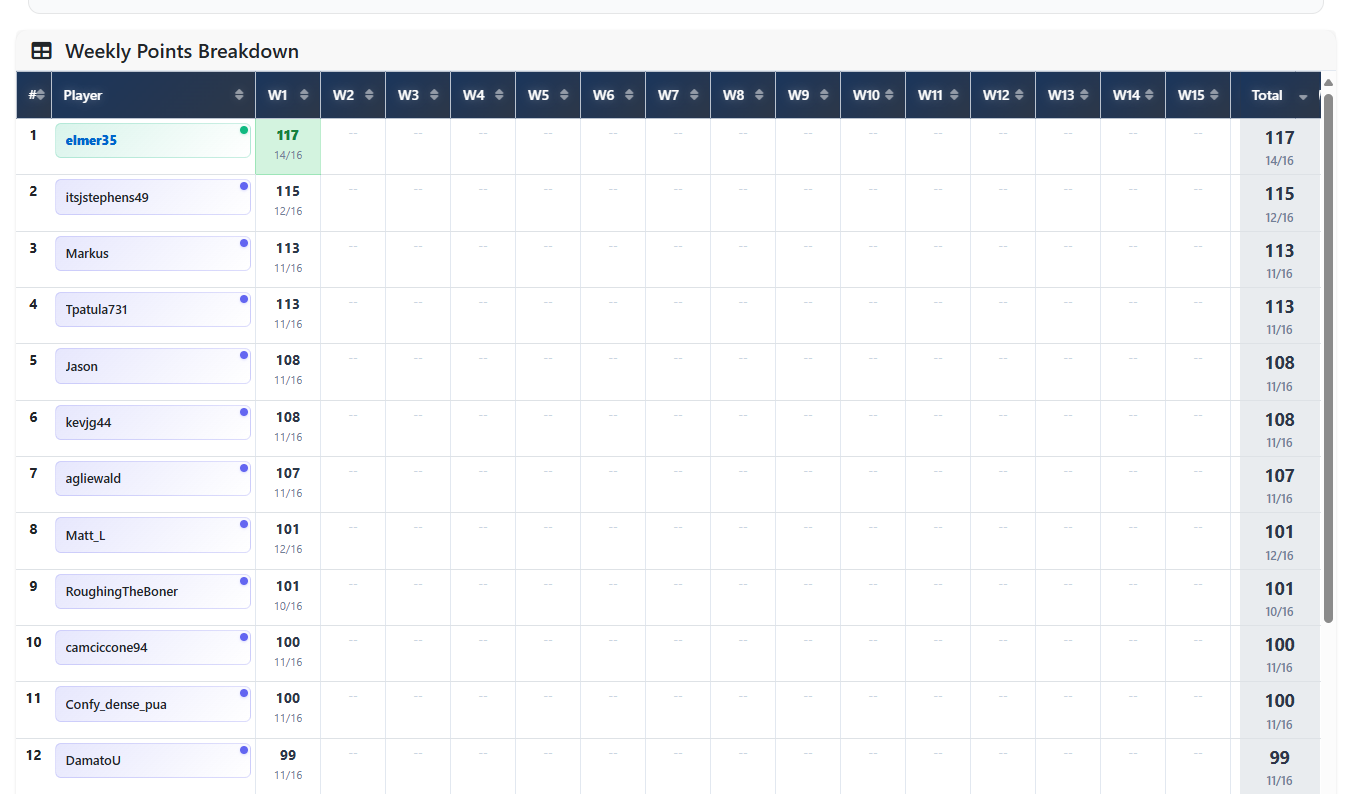 Weekly Points Breakdown
# Player W1 W2 W3 W4 W5 W6 W7 W8 W9 W10 W11 W12 W13 W14 W15 Total
1 elmer35 117 -- -- -- -- -- -- -- -- -- -- -- -- -- -- 117
14/16 14/16
2 itsjstephens49 115 -- -- -- -- -- -- -- -- -- -- -- -- -- -- 115
12/16 12/16
3 Markus 113 -- -- -- -- -- -- -- -- -- -- -- -- -- -- 113
11/16 11/16
4 Tpatula731 113 -- -- -- -- -- -- -- -- -- -- -- -- -- -- 113
11/16 11/16
5 Jason 108 -- -- -- -- -- -- -- -- -- -- -- -- -- -- 108
11/16 11/16
6 kevjg44 108 -- -- -- -- -- -- -- -- -- -- -- -- -- -- 108
11/16 11/16
7 agliewald 107 -- -- -- -- -- -- -- -- -- -- -- -- -- -- 107
11/16 11/16
8 Matt_L 101 -- -- -- -- -- -- -- -- -- -- -- -- -- -- 101
12/16 12/16
9 RoughingTheBoner 101 -- -- -- -- -- -- -- -- -- -- -- -- -- -- 101
10/16 10/16
10 camciccone94 100 -- -- -- -- -- -- -- -- -- -- -- -- -- -- 100
11/16 11/16
11 Confy_dense_pua 100 -- -- -- -- -- -- -- -- -- -- -- -- -- -- 100
11/16 11/16
12 DamatoU 99 -- -- -- -- -- -- -- -- -- -- -- -- -- -- 99
11/16 11/16